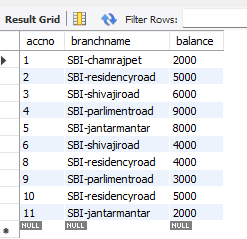 Result Grid Filter Rows:
accno branchname balance
1 SBI-chamrajpet 2000
2 SBI-residencyroad 5000
3 SBI-shivajiroad 6000
4 SBI-parlimentroad 9000
5 SBI-jantarmantar 8000
6 SBI-shivajiroad 4000
8 SBI-residencyroad 4000
9 SBI-parlimentroad 3000
10 SBI-residencyroad 5000
11 SBI-jantarmantar 2000
NULL NULL NULL